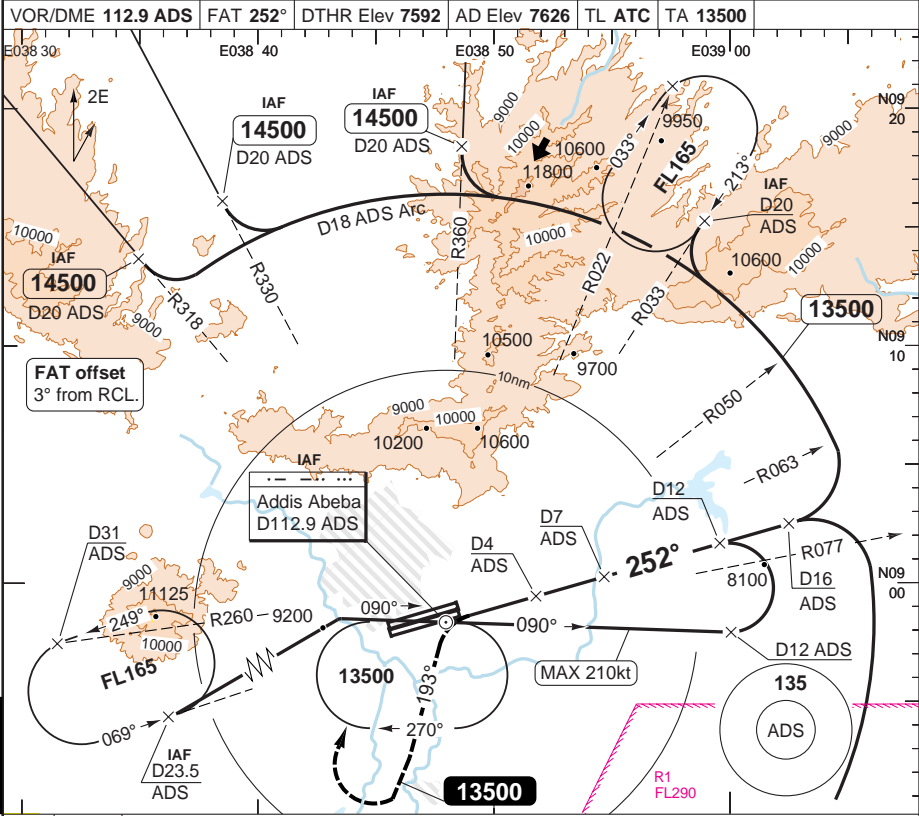 VOR/DME 112.9 ADS FAT 252° DTHR Elev 7592 AD Elev 7626 TL ATC TA 13500
E038 30
E038 40
E038 50
E039 00
2E
N09
20
IAF
14500
D20 ADS
IAF
14500
D20 ADS
9000
10000
10600
11800
9950
033°
FL165
213°
9000
IAF
D20
ADS
D18 ADS Arc
R360
10000
R022
R033
10600
10000
10000
IAF
14500
D20 ADS
9000
R318
R330
13500
N09
10
FAT offset
3° from RCL.
10500
9700
10nm
R050
9000
10000
10200
10600
R063
IAF
Addis Abeba
D112.9 ADS
D12
ADS
D7
ADS
D4
ADS
252°
R077
8100
D16
ADS
N09
00
D31
ADS
9000
11125
249°
R260
9200
10000
FL165
090°
090°
D12 ADS
MAX 210kt
13500
193°
270°
069°
IAF
D23.5
ADS
13500
135
ADS
R1
FL290